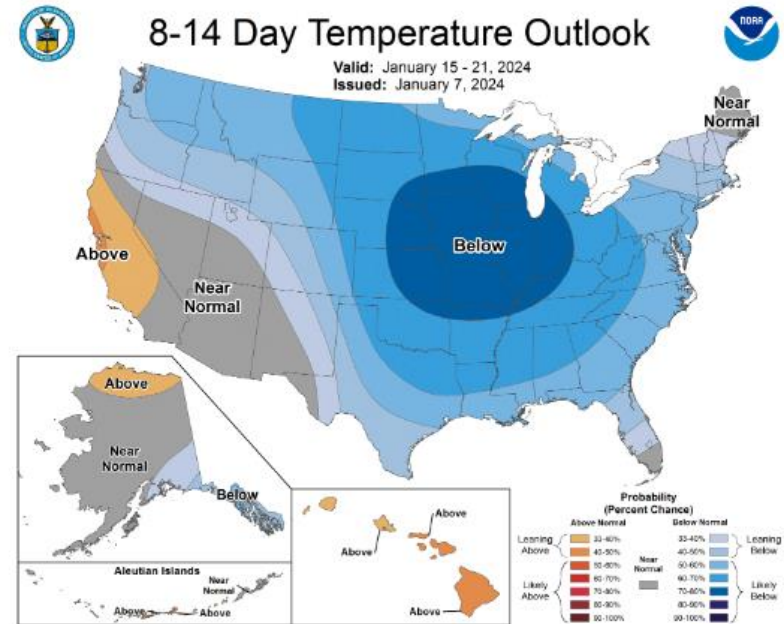 8-14 Day Temperature Outlook
NOAA
Valid: January 15 - 21, 2024
Issued: January 7, 2024
Near
Normal
Above
Below
Near
Normal
Above
Near
Normal
Below
Aleutian Islands
Near
Normal
Above
Above
Above
Above
Above
Probability
(Percent Chance)
Above Normal
Below Normal
Leaning
Above
33-40%
40-50%
Likely
Above
50-60%
60-70%
70-80%
80-90%
90-100%
Near
Normal
33-40%
40-50%
Leaning
Below
50-60%
60-70%
70-80%
80-90%
90-100%
Likely
Below